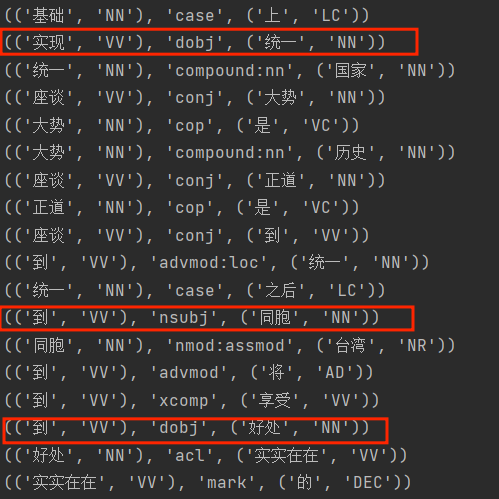 (('基础', 'NN'), 'case', ('上', 'LC'))
(('实现', 'VV'), 'dobj', ('统一', 'NN'))
(('统一', 'NN'), 'compound:nn', ('国家', 'NN'))
(('座谈', 'VV'), 'conj', ('大势', 'NN'))
(('大势', 'NN'), 'cop', ('是', 'VC'))
(('大势', 'NN'), 'compound:nn', ('历史', 'NN'))
(('座谈', 'VV'), 'conj', ('正道', 'NN'))
(('正道', 'NN'), 'cop', ('是', 'VC'))
(('座谈', 'VV'), 'conj', ('到', 'VV'))
(('到', 'VV'), 'advmod:loc', ('统一', 'NN'))
(('统一', 'NN'), 'case', ('之后', 'LC'))
(('到', 'VV'), 'nsubj', ('同胞', 'NN'))
(('同胞', 'NN'), 'nmod:assmod', ('台湾', 'NR'))
(('到', 'VV'), 'advmod', ('将', 'AD'))
(('到', 'VV'), 'xcomp', ('享受', 'VV'))
(('到', 'VV'), 'dobj', ('好处', 'NN'))
(('好处', 'NN'), 'acl', ('实实在在', 'VV'))
(('实实在在', 'VV'), 'mark', ('的', 'DEC'))